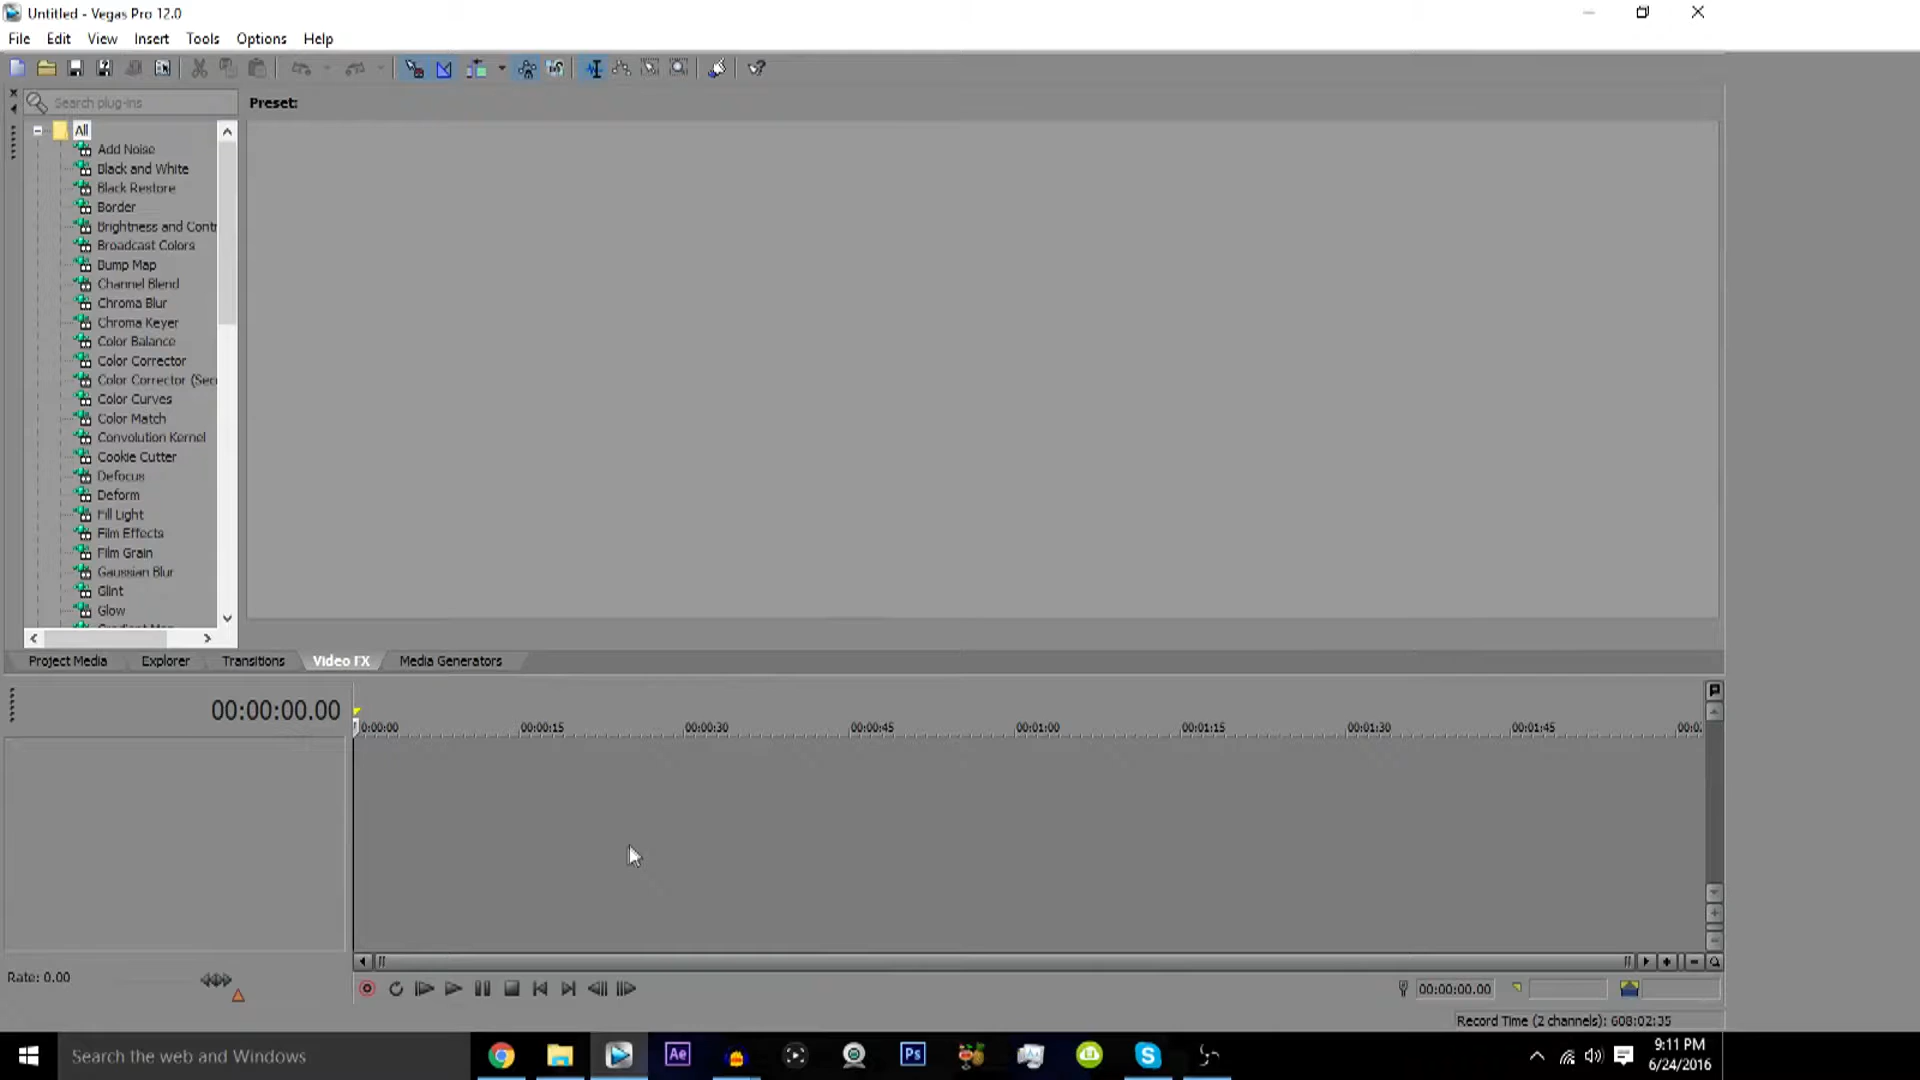 Untitled - Vegas Pro 12.0
File Edit View Insert Tools Options Help
Search plug-ins
Preset:
All
Add Noise
Black and White
Black Restore
Border
Brightness and Contr
Broadcast Colors
Bump Map
Channel Blend
Chroma Blur
Chroma Keyer
Color Balance
Color Corrector
Color Corrector (Sec
Color Curves
Color Match
Convolution Kernel
Cookie Cutter
Defocus
Deform
Fill Light
Film Effects
Film Grain
Gaussian Blur
Glint
Glow
Gradient Map
Project Media Explorer Transitions Video FX Media Generators
00:00:00.00
0:00:00 00:00:15 00:00:30 00:00:45 00:01:00 00:01:15 00:01:30 00:01:45 00:0
Rate: 0.00
00:00:00.00
Record Time (2 channels): 608:02:35
Search the web and Windows
Ae
Ps
9:11 PM
6/24/2016